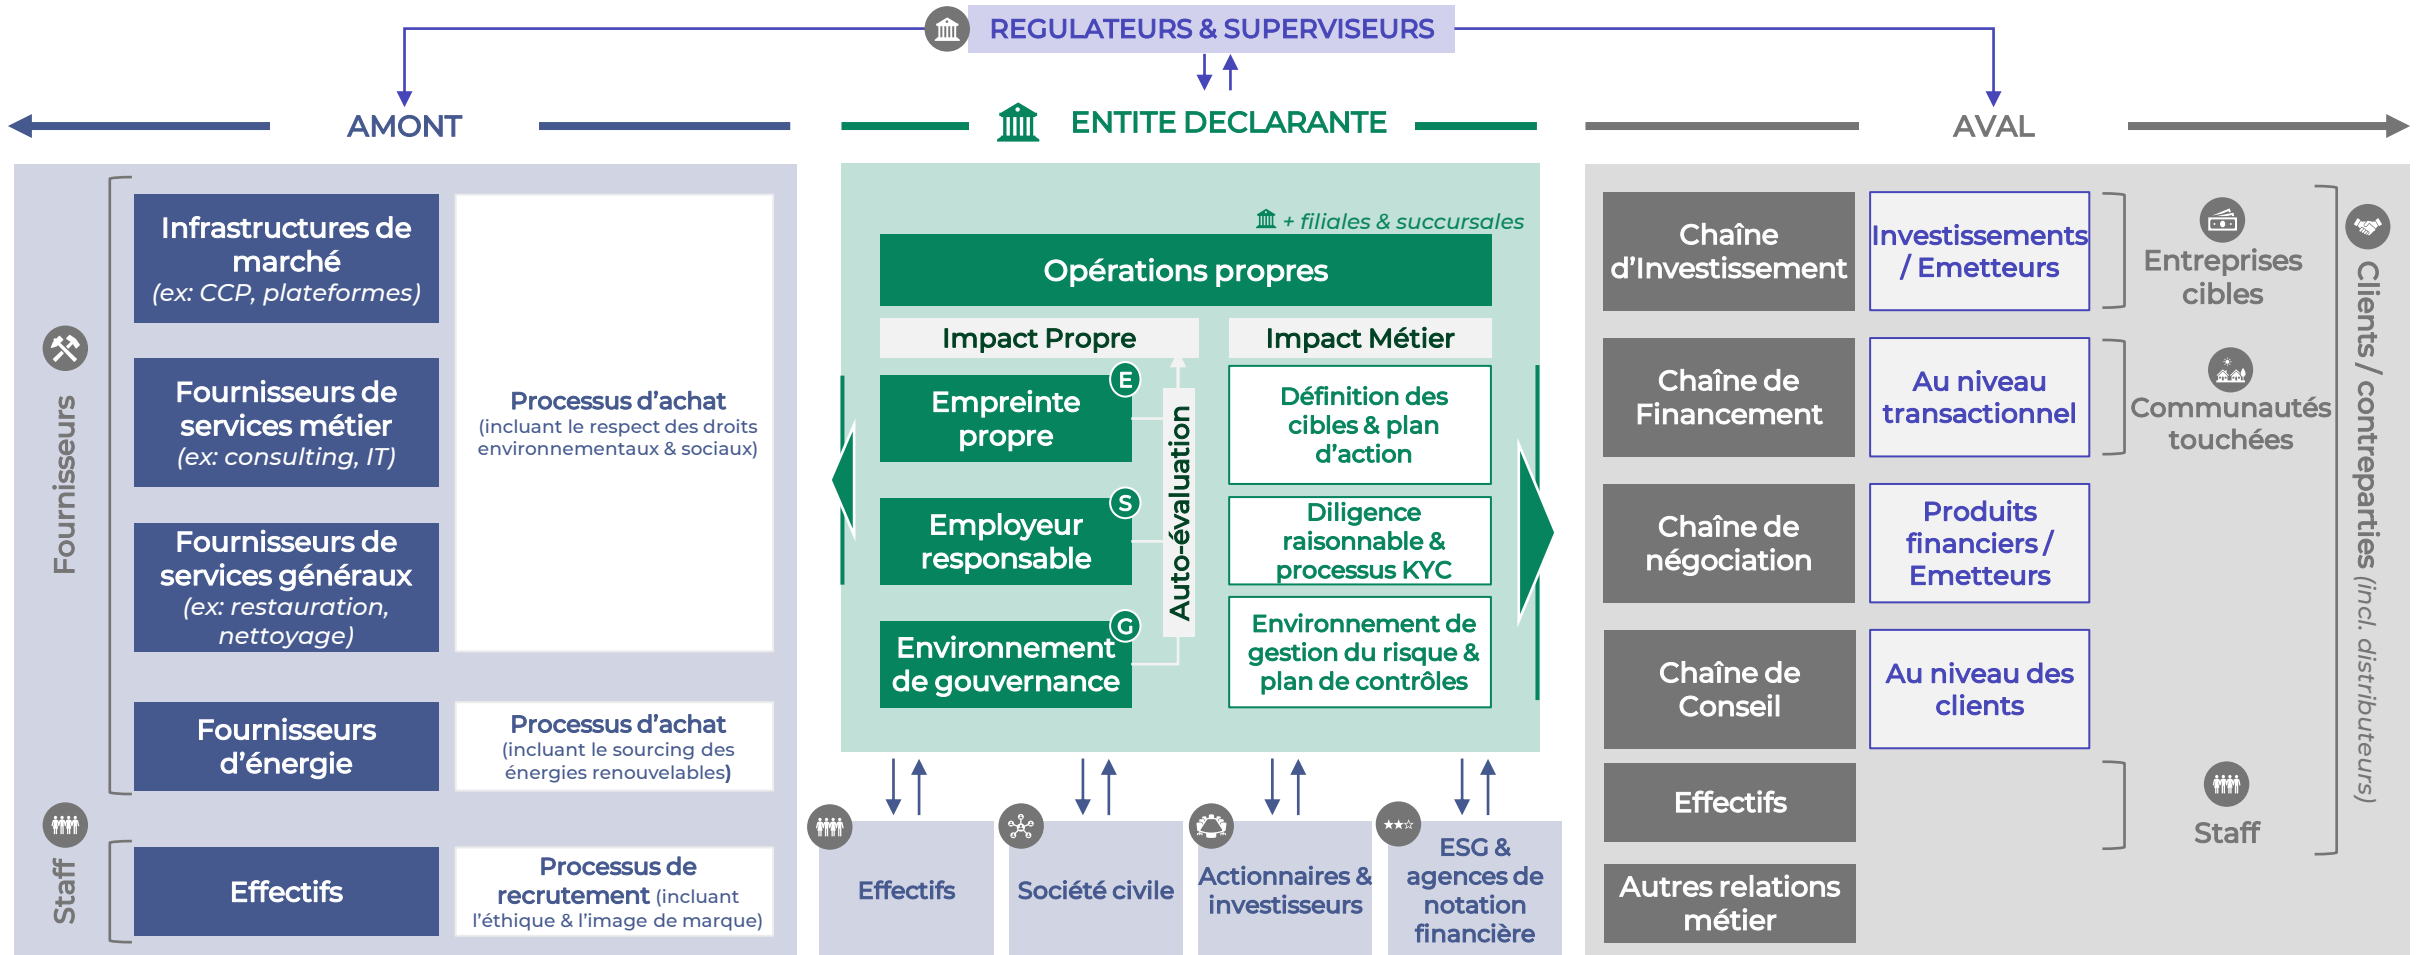 REGULATEURS & SUPERVISEURS
AMONT
ENTITE DECLARANTE
AVAL
Fournisseurs
Infrastructures de
marché
(ex: CCP, plateformes)
Fournisseurs de
services métier
(ex: consulting, IT)
Fournisseurs de
services généraux
(ex: restauration,
nettoyage)
Processus d’achat
(incluant le respect des droits
environnementaux & sociaux)
Fournisseurs
d’énergie
Processus d’achat
(incluant le sourcing des
énergies renouvelables)
Staff
Effectifs
Processus de
recrutement (incluant
l’éthique & l’image de marque)
+ filiales & succursales
Opérations propres
Impact Propre
Empreinte
propre
E
Employeur
responsable
S
Environnement
de gouvernance
G
Auto-évaluation
Impact Métier
Définition des
cibles & plan
d’action
Diligence
raisonnable &
processus KYC
Environnement de
gestion du risque &
plan de contrôles
Effectifs
Société civile
Actionnaires &
investisseurs
ESG &
agences de
notation
financière
Chaîne
d’Investissement
Investissements
/ Emetteurs
Entreprises
cibles
Chaîne de
Financement
Au niveau
transactionnel
Communautés
touchées
Chaîne de
négociation
Produits
financiers /
Emetteurs
Chaîne de
Conseil
Au niveau des
clients
Effectifs
Staff
Autres relations
métier
Clients / contreparties (incl. distributeurs)